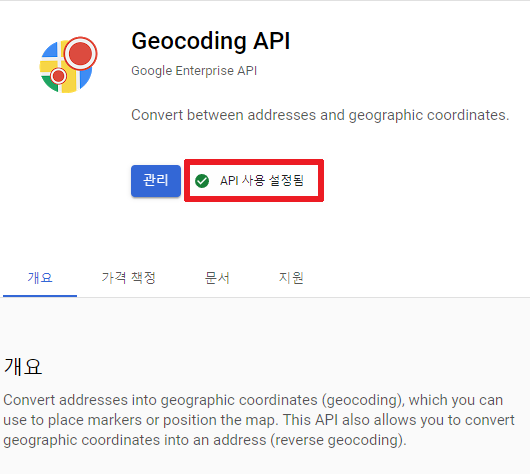 Geocoding API
Google Enterprise API
Convert between addresses and geographic coordinates.
관리 API 사용 설정됨
개요 가격 책정 문서 지원
개요
Convert addresses into geographic coordinates (geocoding), which you can
use to place markers or position the map. This API also allows you to convert
geographic coordinates into an address (reverse geocoding).